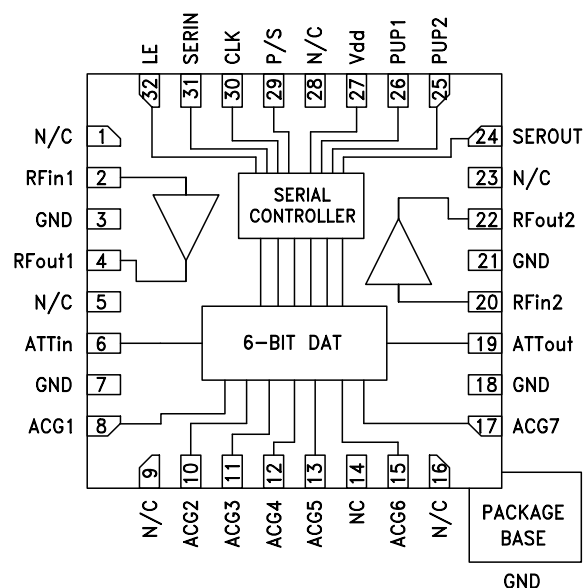 LE
SERIN
CLK
P/S
N/C
Vdd
PUP1
PUP2
32
31
30
29
28
27
26
25
N/C 1
RFin1 2
GND 3
RFout1 4
N/C 5
ATTin 6
GND 7
ACG1 8
SERIAL
CONTROLLER
6-BIT DAT
24 SEROUT
23 N/C
22 RFout2
21 GND
20 RFin2
19 ATTout
18 GND
17 ACG7
9
10
11
12
13
14
15
16
N/C
ACG2
ACG3
ACG4
ACG5
NC
ACG6
N/C
PACKAGE
BASE
GND